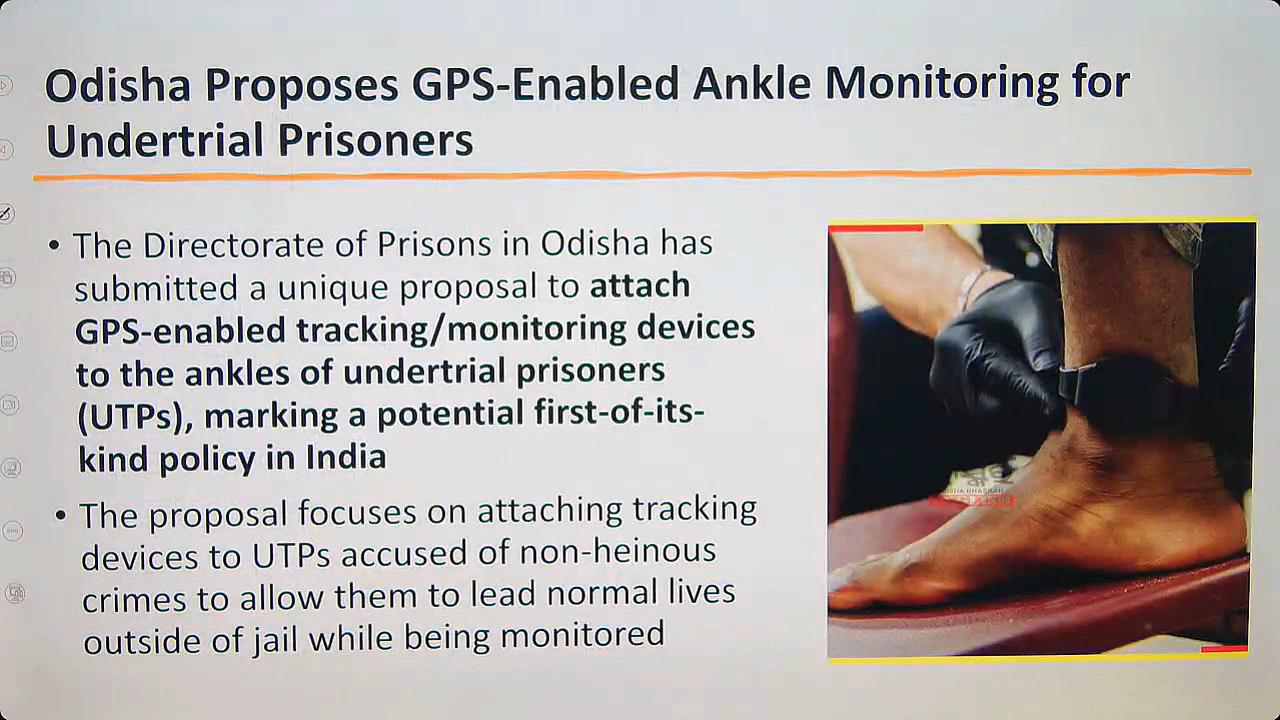 Odisha Proposes GPS-Enabled Ankle Monitoring for
Undertrial Prisoners
• The Directorate of Prisons in Odisha has
submitted a unique proposal to attach
GPS-enabled tracking/monitoring devices
to the ankles of undertrial prisoners
(UTPs), marking a potential first-of-its-
kind policy in India
• The proposal focuses on attaching tracking
devices to UTPs accused of non-heinous
crimes to allow them to lead normal lives
outside of jail while being monitored